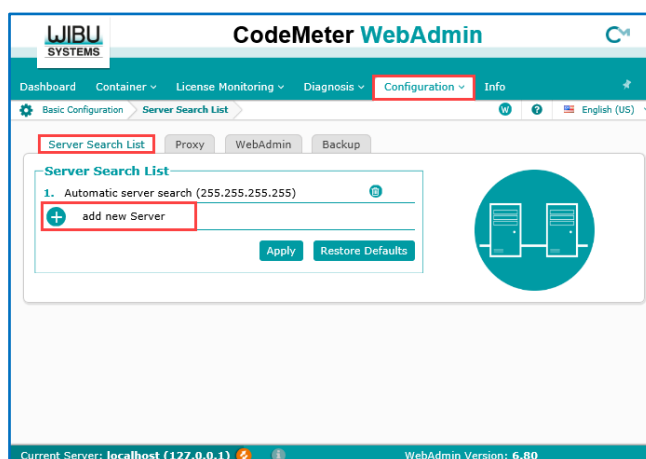 WIBU
SYSTEMS
CodeMeter WebAdmin
Dashboard Container License Monitoring Diagnosis Configuration Info
Basic Configuration Server Search List W ? English (US)
Server Search List Proxy WebAdmin Backup
Server Search List
1. Automatic server search (255.255.255.255)
add new Server
Apply Restore Defaults
Current Server: localhost (127.0.0.1) WebAdmin Version: 6.80